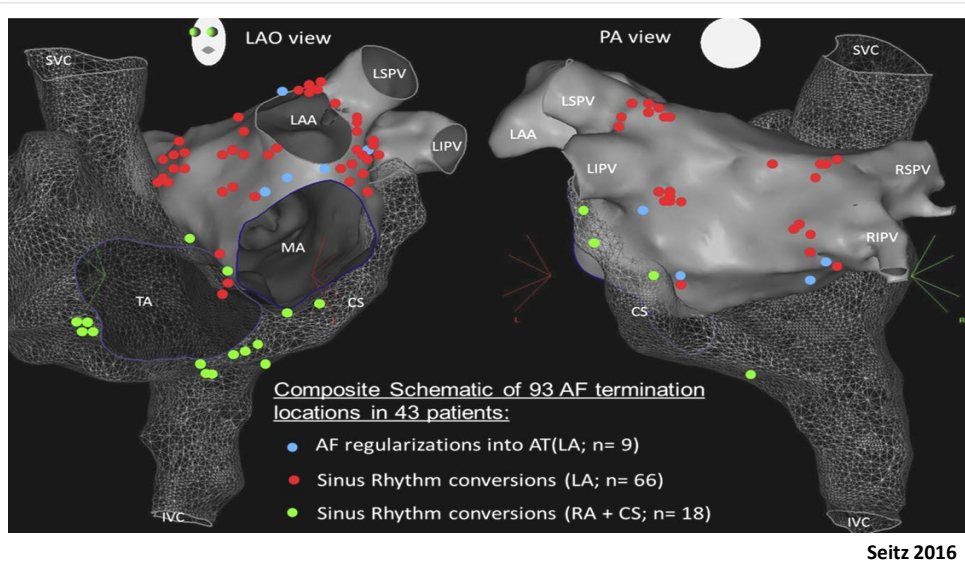 LAO view
PA view
SVC
LSPV
LAA
LIPV
MA
TA
CS
IVC
SVC
LSPV
LAA
LIPV
RSPV
RIPV
CS
L
R
IVC
Composite Schematic of 93 AF termination
locations in 43 patients:
AF regularizations into AT(LA; n= 9)
Sinus Rhythm conversions (LA; n= 66)
Sinus Rhythm conversions (RA + CS; n= 18)
Seitz 2016